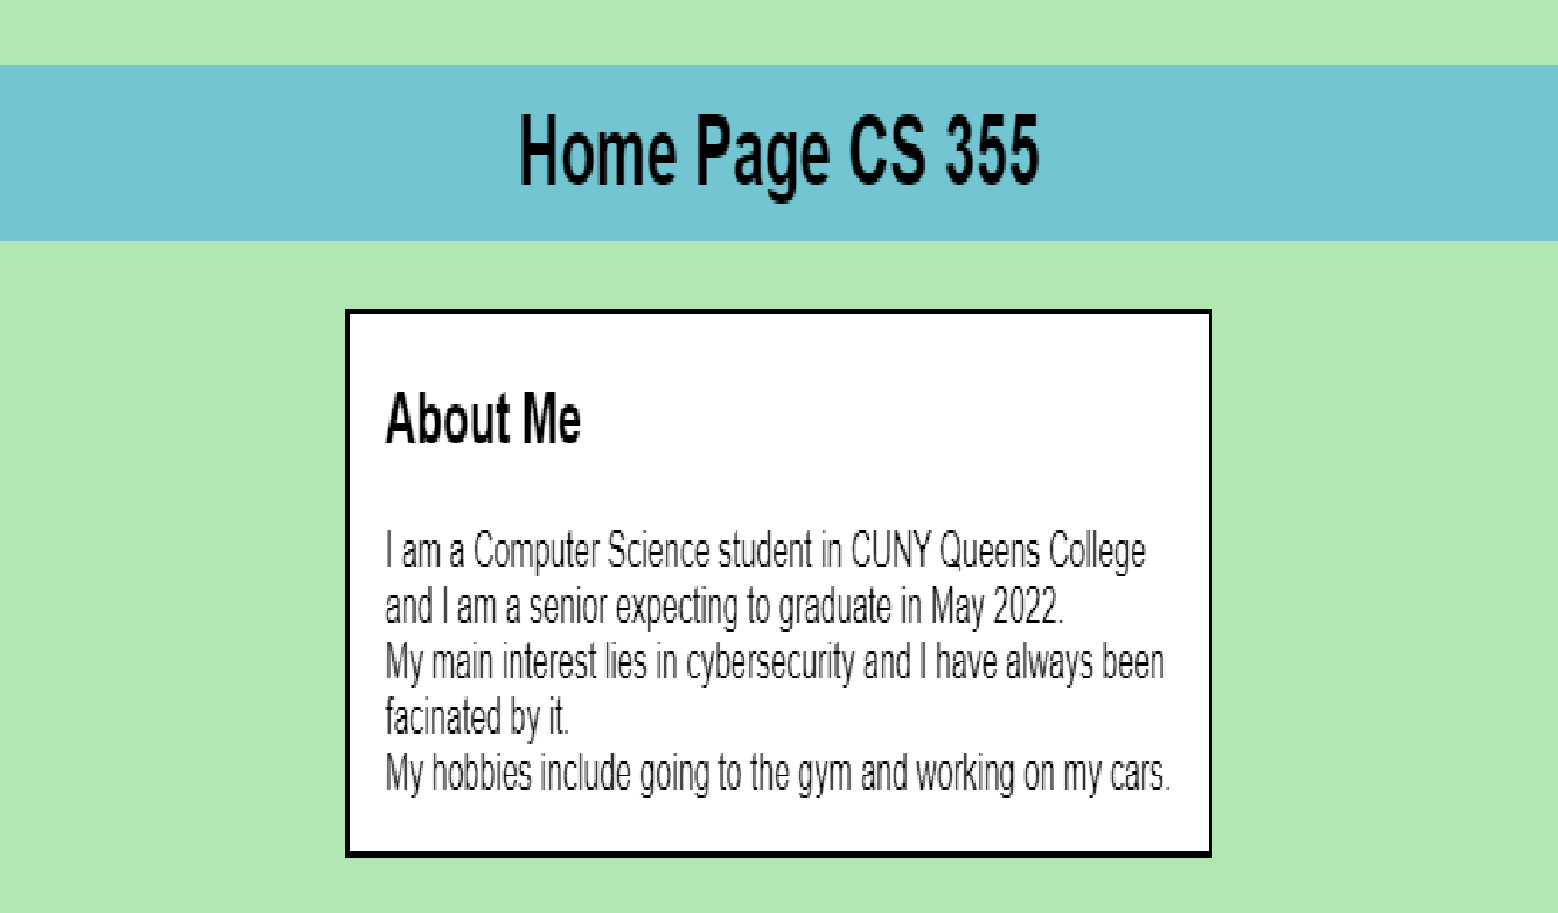 Home Page CS 355
About Me
I am a Computer Science student in CUNY Queens College
and I am a senior expecting to graduate in May 2022.
My main interest lies in cybersecurity and I have always been
facinated by it.
My hobbies include going to the gym and working on my cars.